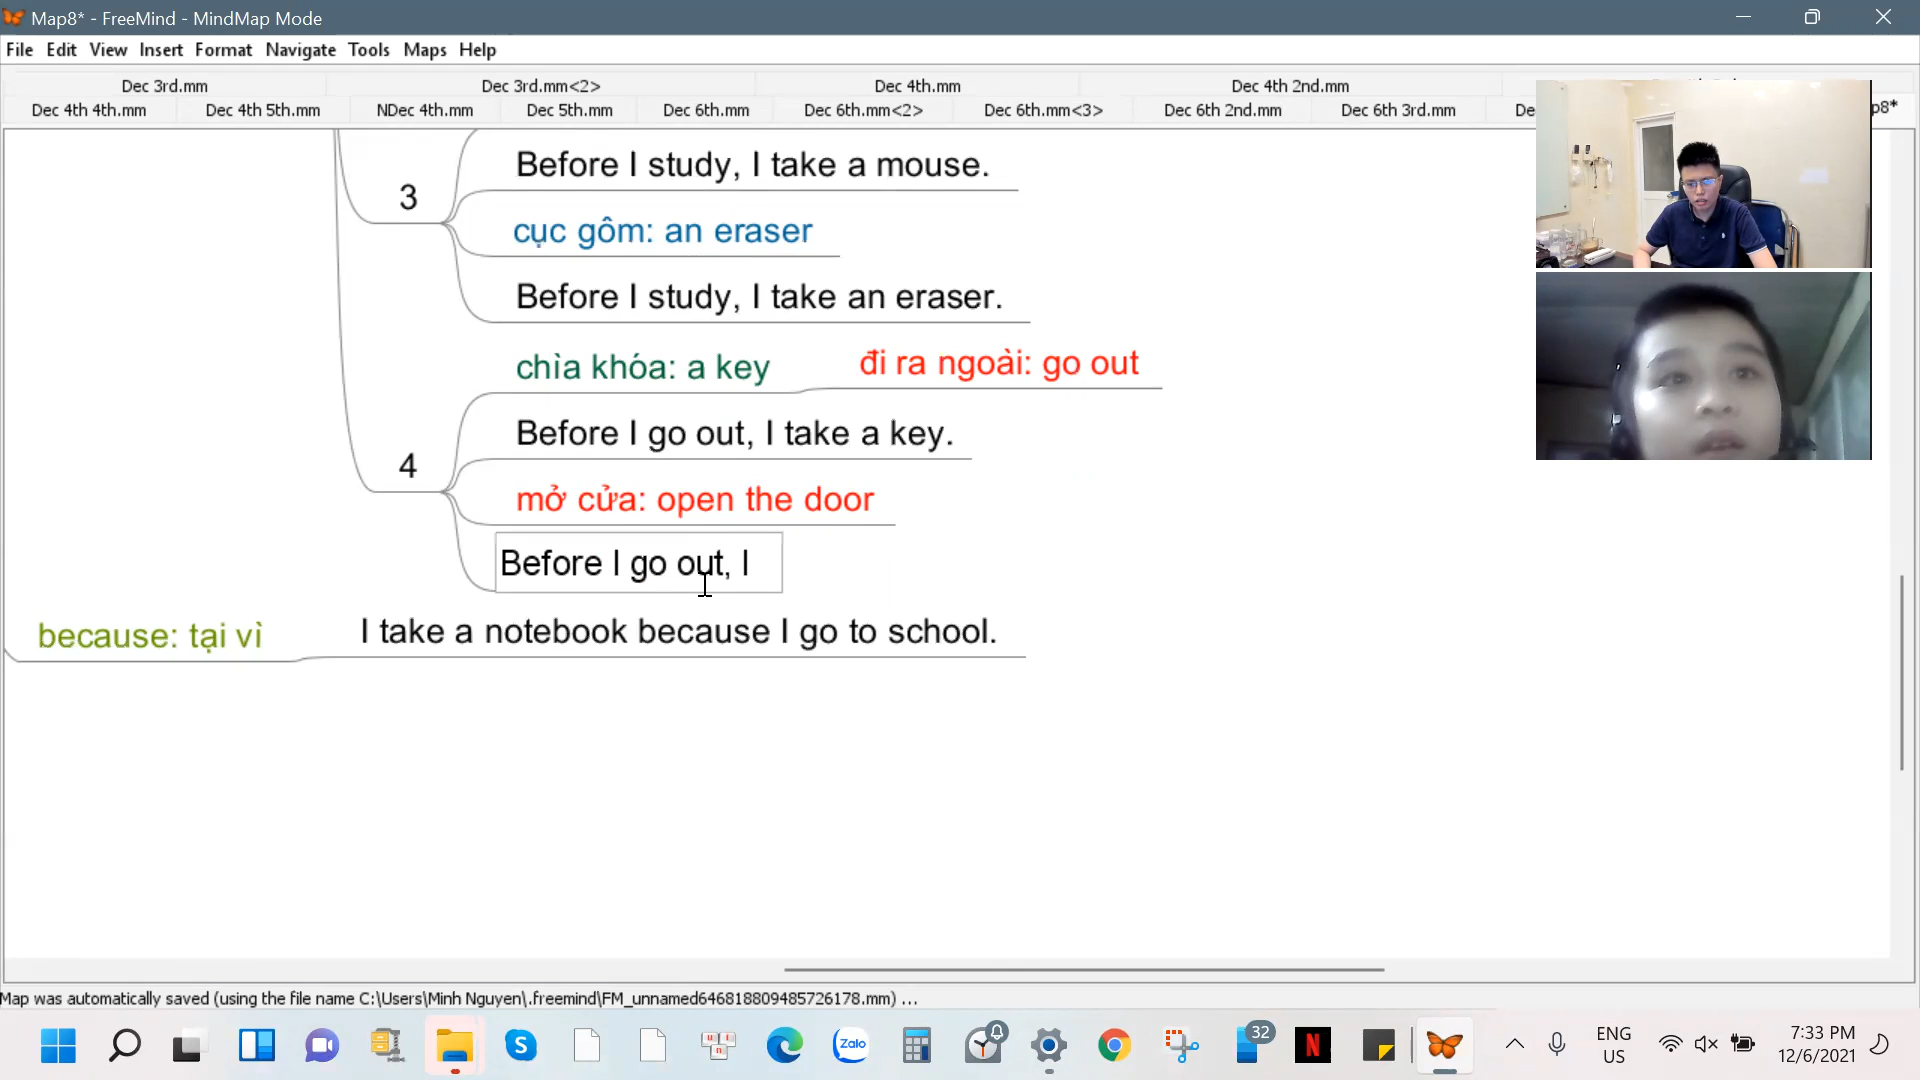 Map8* - FreeMind - MindMap Mode
File Edit View Insert Format Navigate Tools Maps Help
Dec 3rd.mm Dec 3rd.mm<2> Dec 4th.mm Dec 4th 2nd.mm
Dec 4th 4th.mm Dec 4th 5th.mm NDec 4th.mm Dec 5th.mm Dec 6th.mm Dec 6th.mm<2> Dec 6th.mm<3> Dec 6th 2nd.mm Dec 6th 3rd.mm De p8*
Before I study, I take a mouse.
3
cục gôm: an eraser
Before I study, I take an eraser.
chìa khóa: a key đi ra ngoài: go out
Before I go out, I take a key.
4
mở cửa: open the door
Before I go out, I
because: tại vì I take a notebook because I go to school.
Map was automatically saved (using the file name C:\Users\Minh Nguyen\.freemind\FM_unnamed646818809485726178.mm) ...
Zalo
32
N
ENG
US
7:33 PM
12/6/2021